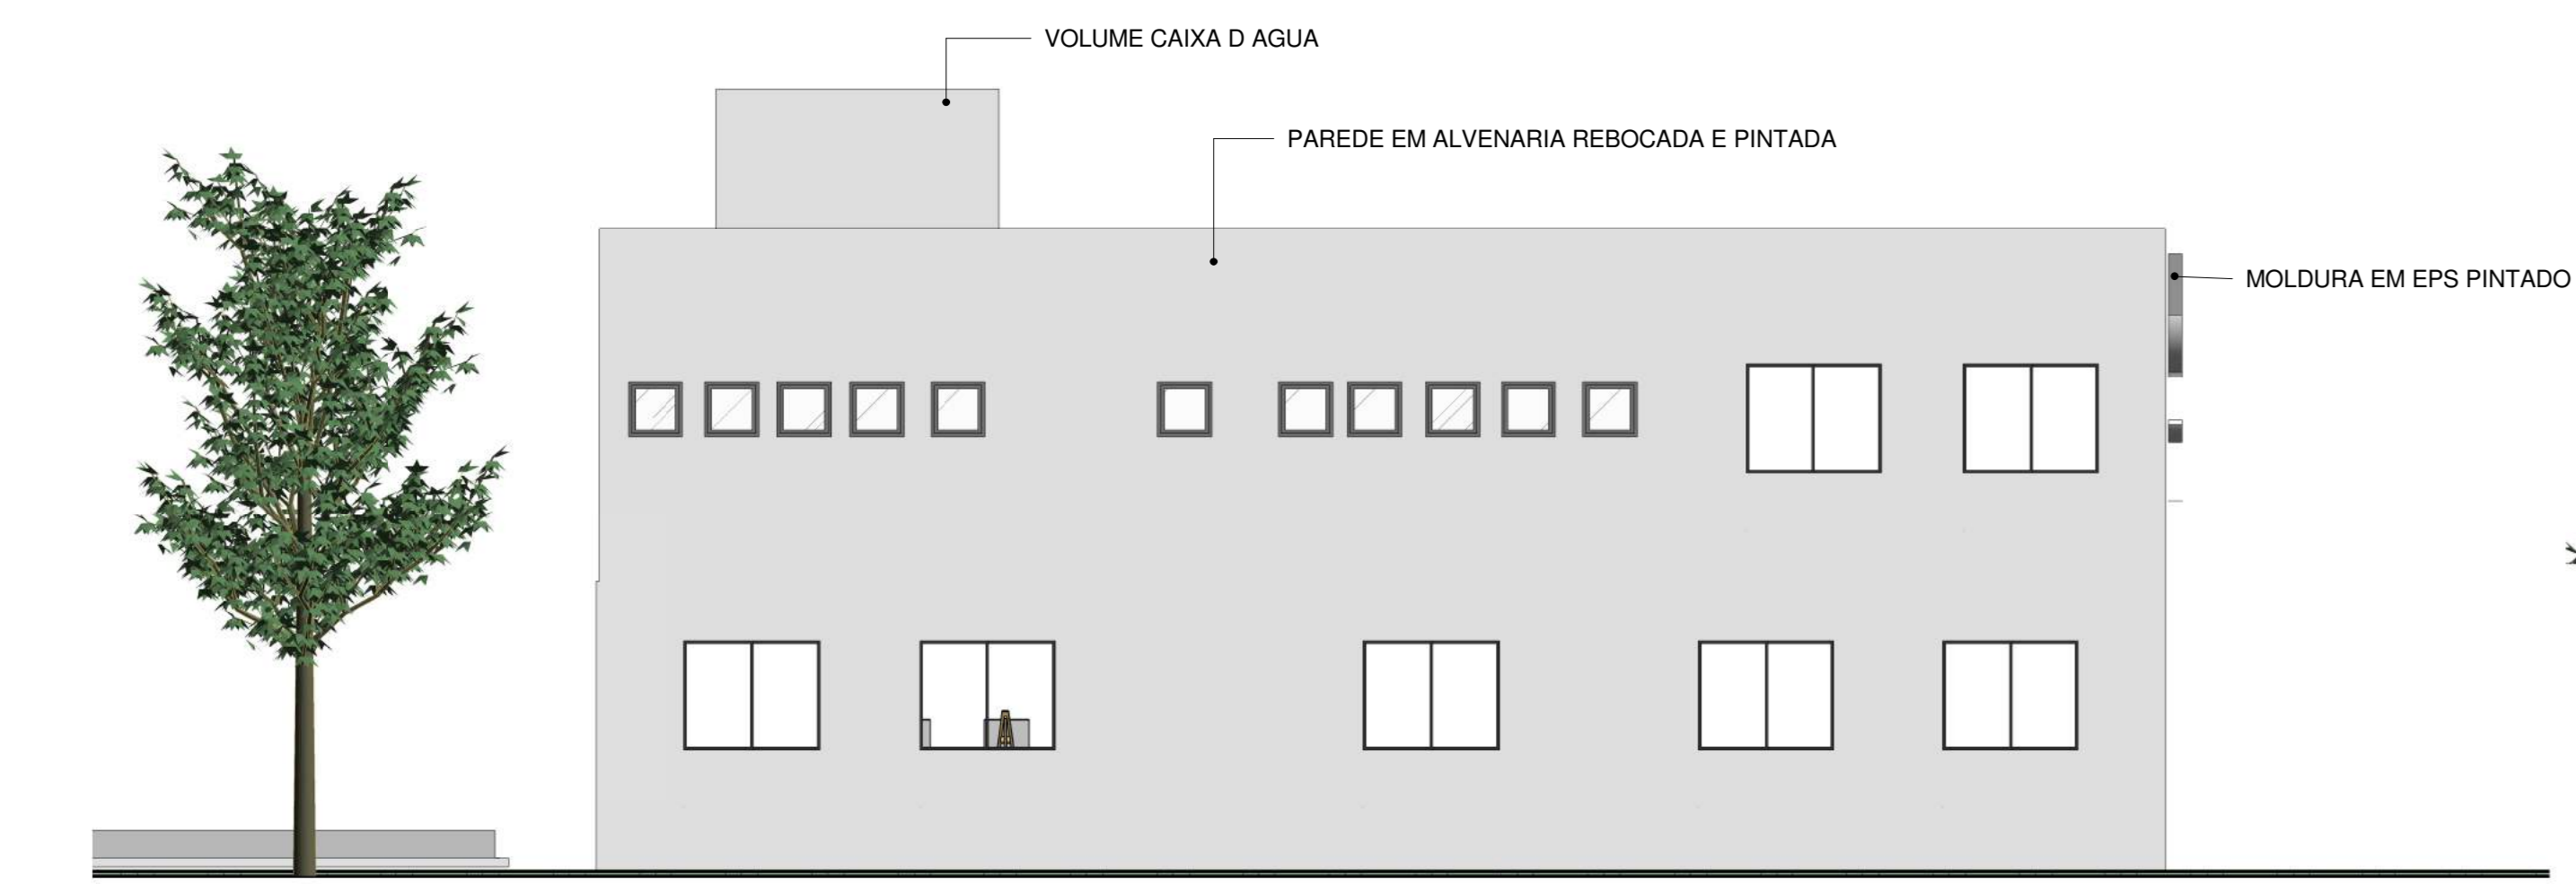 VOLUME CAIXA D AGUA
PAREDE EM ALVENARIA REBOCADA E PINTADA
MOLDURA EM EPS PINTADO